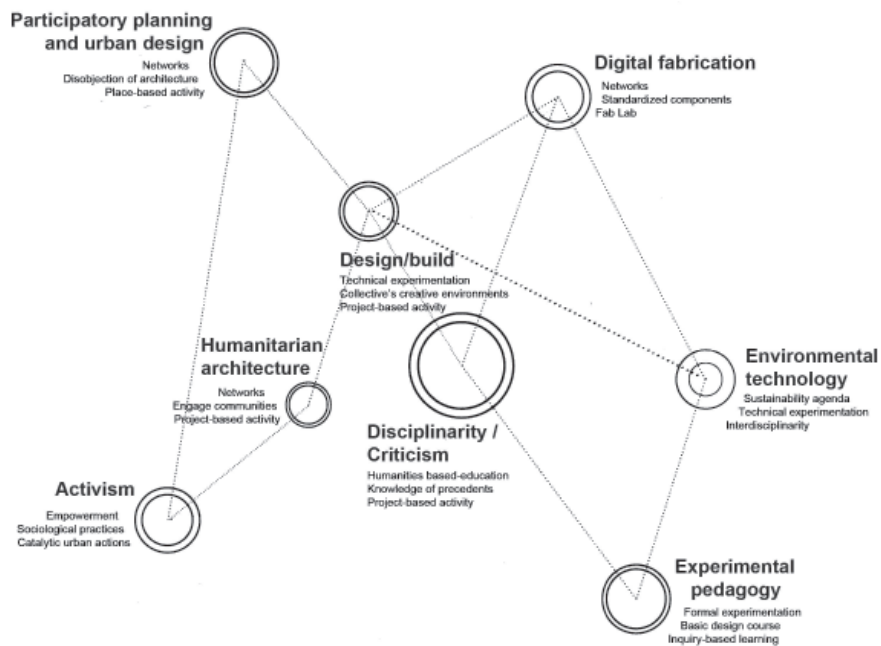 Participatory planning
and urban design
Networks
Disobjection of architecture
Place-based activity
Digital fabrication
Networks
Standardized components
Fab Lab
Design/build
Technical experimentation
Collective's creative environments
Project-based activity
Humanitarian
architecture
Networks
Engage communities
Project-based activity
Environmental
technology
Sustainability agenda
Technical experimentation
Interdisciplinarity
Disciplinarity /
Criticism
Humanities based-education
Knowledge of precedents
Project-based activity
Activism
Empowerment
Sociological practices
Catalytic urban actions
Experimental
pedagogy
Formal experimentation
Basic design course
Inquiry-based learning